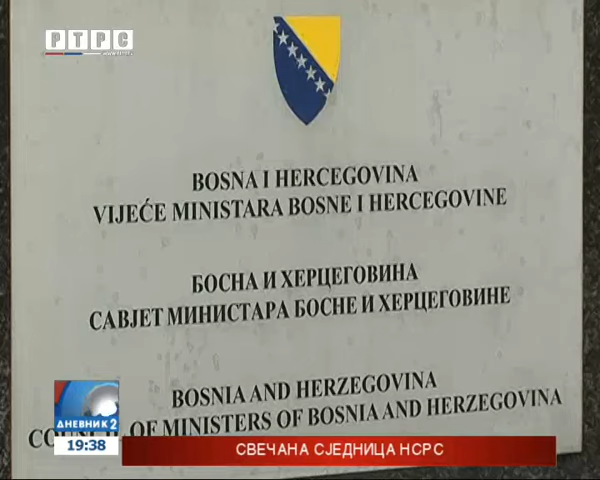 РТРС
BOSNA I HERCEGOVINA
VIJEĆE MINISTARA BOSNE I HERCEGOVINE
БОСНА И ХЕРЦЕГОВИНА
САВЈЕТ МИНИСТАРА БОСНЕ И ХЕРЦЕГОВИНЕ
BOSNIA AND HERZEGOVINA
OF MINISTERS OF BOSNIA AND HERZEGOVINA
ДНЕВНИК 2
19:38
СВЕЧАНА СЈЕДНИЦА НСРС